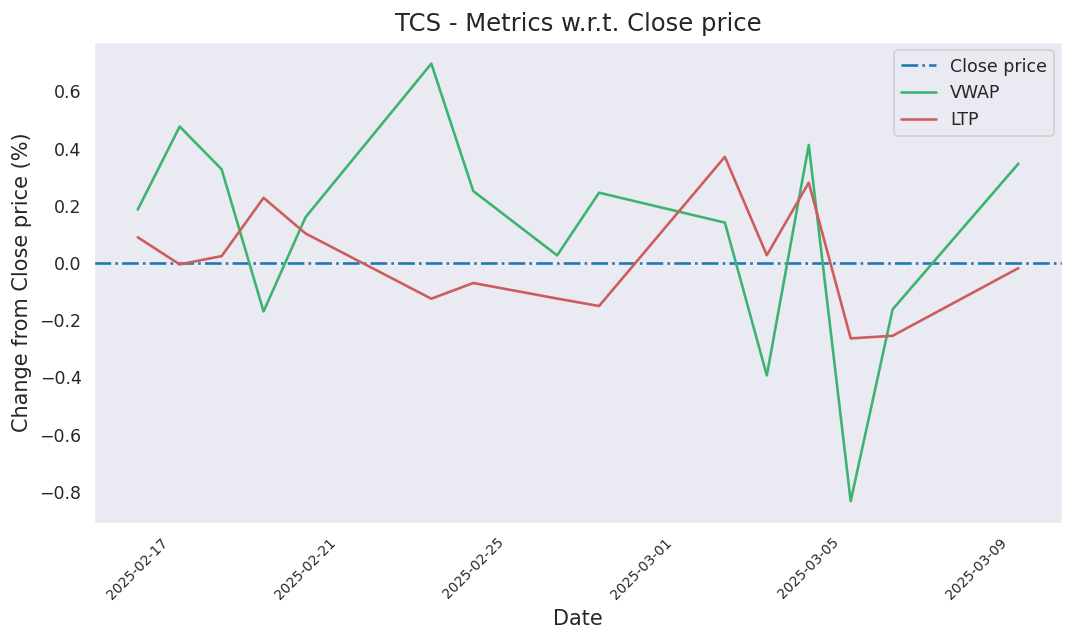 TCS - Metrics w.r.t. Close price
Close price
VWAP
LTP
Change from Close price (%)
0.6
0.4
0.2
0.0
−0.2
−0.4
−0.6
−0.8
2025-02-17
2025-02-21
2025-02-25
2025-03-01
2025-03-05
2025-03-09
Date